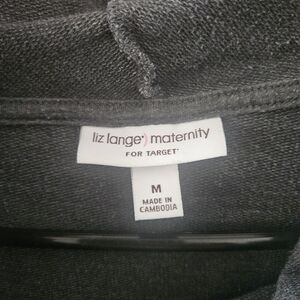 liz lange) maternity
FOR TARGET
M
MADE IN
CAMBODIA